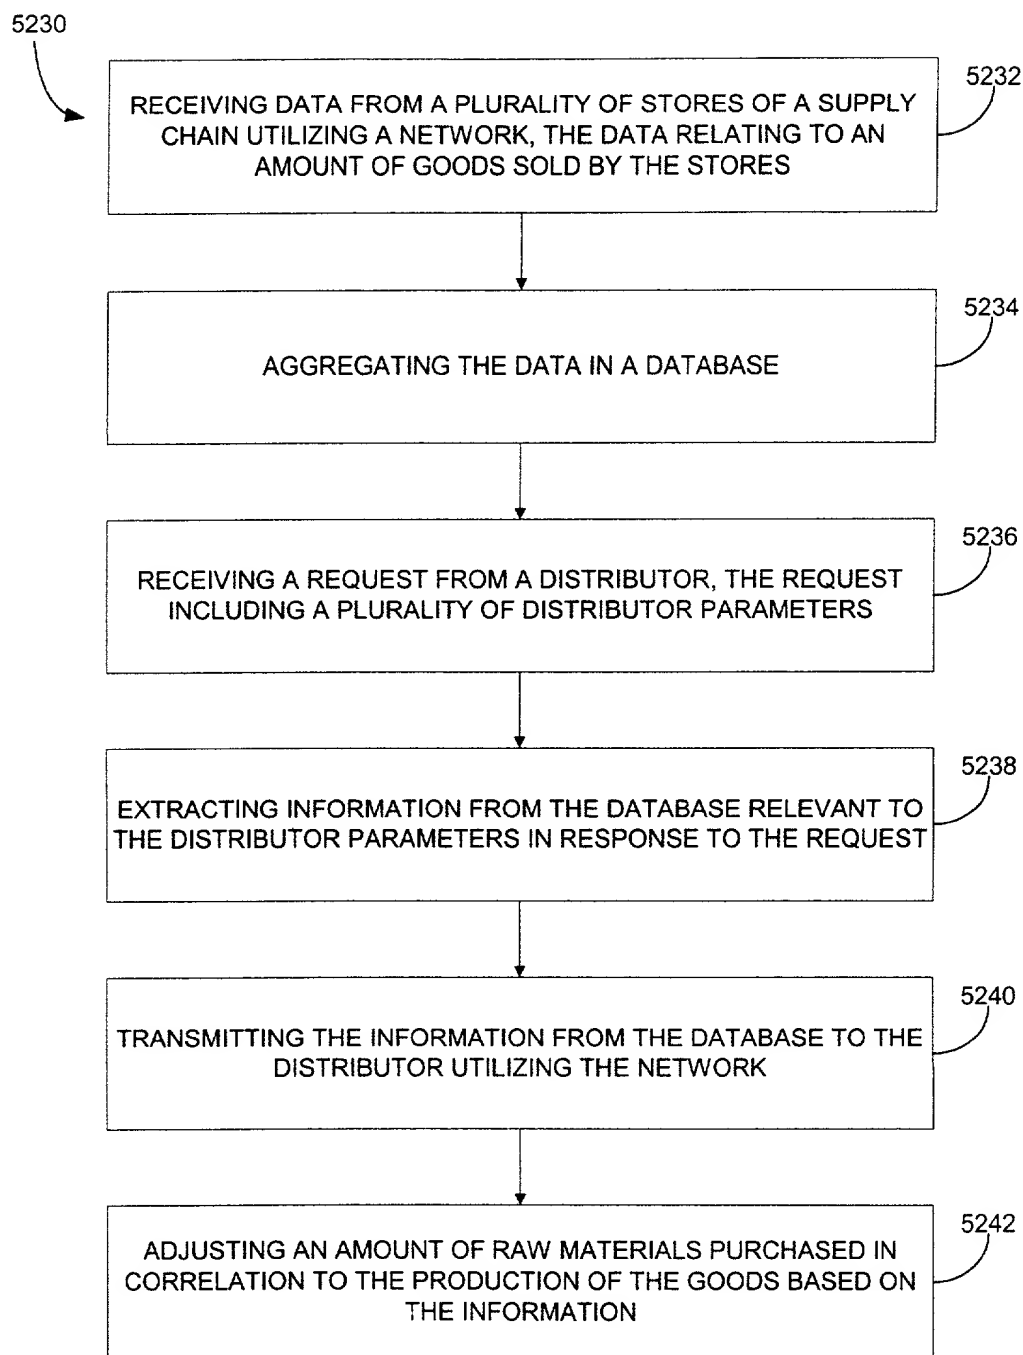 5230
5232
RECEIVING DATA FROM A PLURALITY OF STORES OF A SUPPLY
CHAIN UTILIZING A NETWORK, THE DATA RELATING TO AN
AMOUNT OF GOODS SOLD BY THE STORES
5234
AGGREGATING THE DATA IN A DATABASE
5236
RECEIVING A REQUEST FROM A DISTRIBUTOR, THE REQUEST
INCLUDING A PLURALITY OF DISTRIBUTOR PARAMETERS
5238
EXTRACTING INFORMATION FROM THE DATABASE RELEVANT TO
THE DISTRIBUTOR PARAMETERS IN RESPONSE TO THE REQUEST
5240
TRANSMITTING THE INFORMATION FROM THE DATABASE TO THE
DISTRIBUTOR UTILIZING THE NETWORK
5242
ADJUSTING AN AMOUNT OF RAW MATERIALS PURCHASED IN
CORRELATION TO THE PRODUCTION OF THE GOODS BASED ON
THE INFORMATION